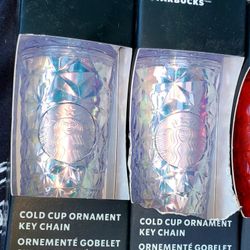 STARBUCKS
COLD CUP ORNAMENT
KEY CHAIN
ORNEMENTÉ GOBELET
COLD CUP ORNAMENT
KEY CHAIN
ORNEMENTÉ GOBELET